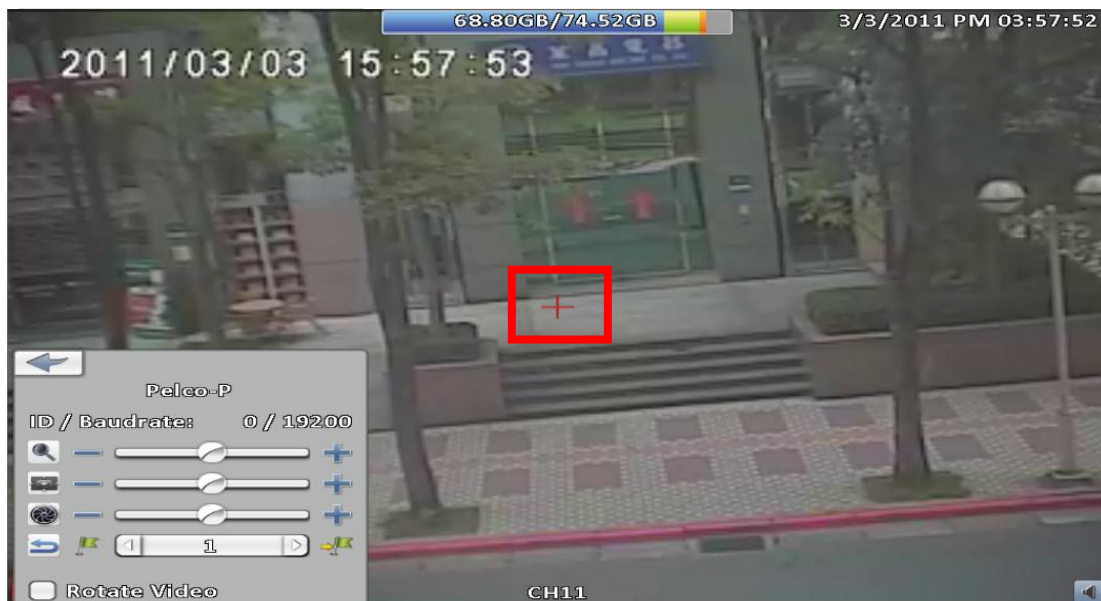 68.80GB/74.52GB
3/3/2011 PM 03:57:52
2011/03/03 15:57:53
Pelco-P
ID / Baudrate: 0 / 19200
1
Rotate Video
CH11